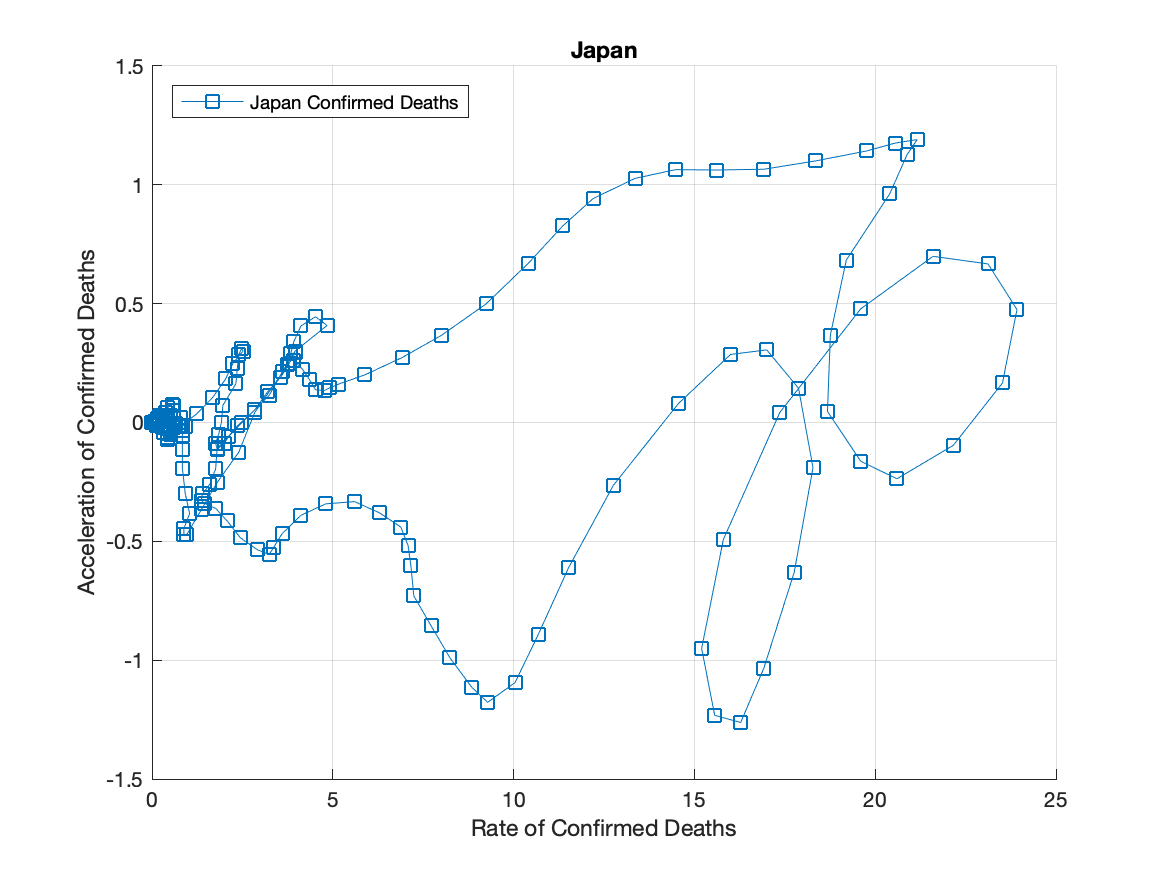 Japan
1.5
Japan Confirmed Deaths
1
0.5
0
-0.5
-1
-1.5
Acceleration of Confirmed Deaths
0 5 10 15 20 25
Rate of Confirmed Deaths